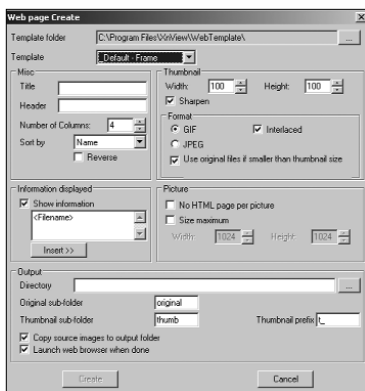 Web page Create
Template folder C:\Program Files\XnView\WebTemplate\ ...
Template _Default - Frame
Misc
Title
Header
Number of Columns: 4
Sort by Name
Reverse
Thumbnail
Width: 100 Height: 100
Sharpen
Format
GIF Interlaced
JPEG
Use original files if smaller than thumbnail size
Information displayed
Show information
<Filename>
Insert >>
Picture
No HTML page per picture
Size maximum
Width: 1024 Height: 1024
Output
Directory ...
Original sub-folder original
Thumbnail sub-folder thumb Thumbnail prefix t_
Copy source images to output folder
Launch web browser when done
Create Cancel